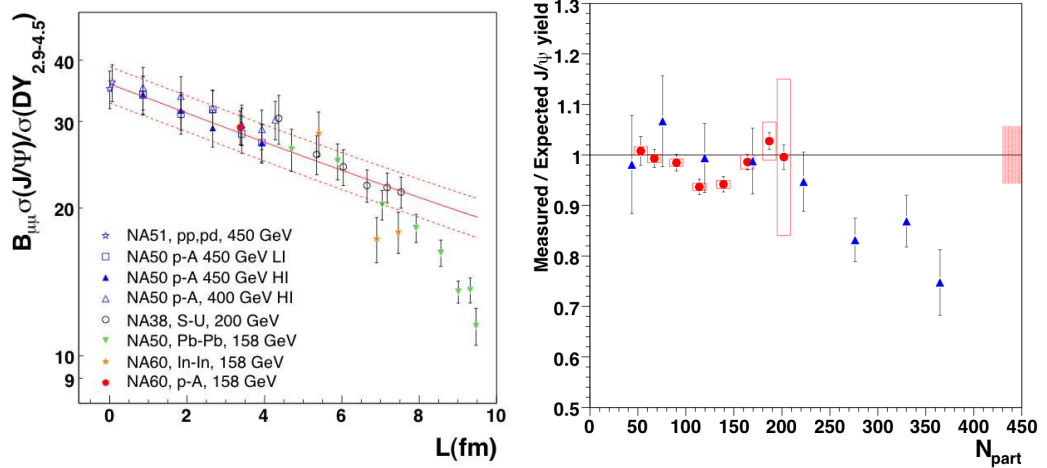 B_μμσ(J/Ψ)/σ(DY_2.9-4.5)
40
30
20
10
9
NA51, pp,pd, 450 GeV
NA50 p-A 450 GeV LI
NA50 p-A 450 GeV HI
NA50 p-A, 400 GeV HI
NA38, S-U, 200 GeV
NA50, Pb-Pb, 158 GeV
NA60, In-In, 158 GeV
NA60, p-A, 158 GeV
0 2 4 6 8 10
L(fm)
Measured / Expected J/ψ yield
1.3
1.2
1.1
1
0.9
0.8
0.7
0.6
0.5
0 50 100 150 200 250 300 350 400 450
N_part